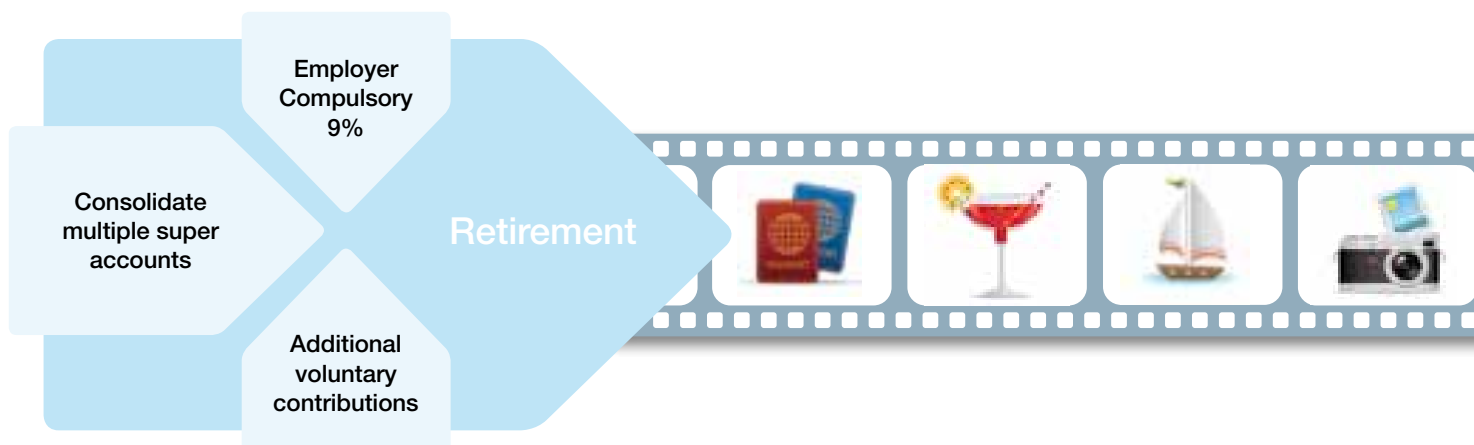 Employer
Compulsory
9%
Consolidate
multiple super
accounts
Retirement
Additional
voluntary
contributions